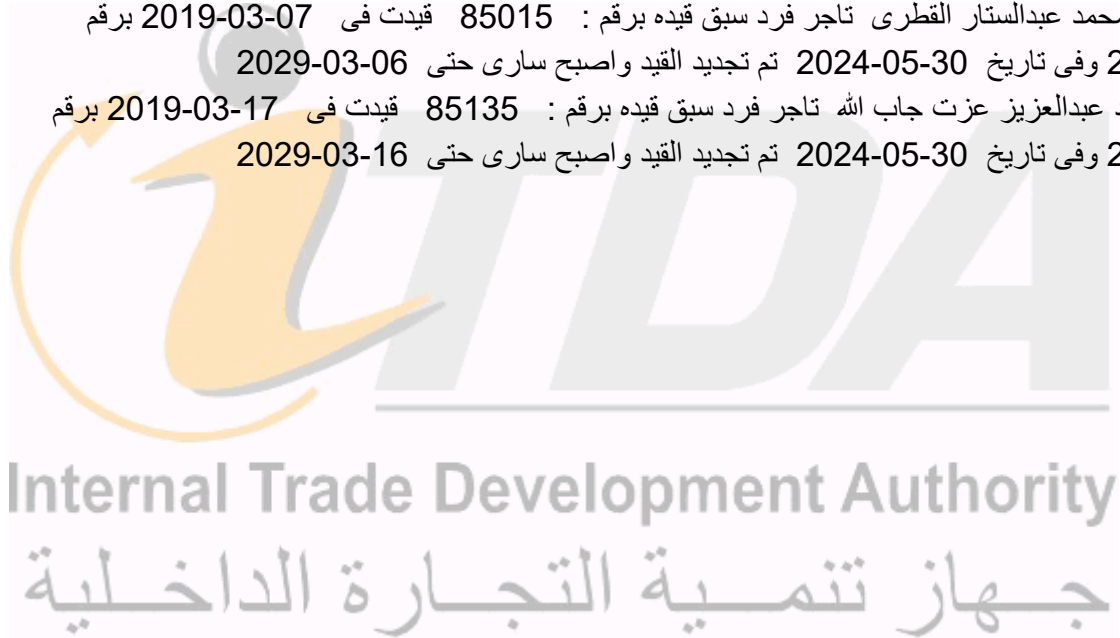 محمد عبدالستار القطرى تاجر فرد سبق قيده برقم : 85015 قيدت فى 07-03-2019 برقم
وفى تاريخ 30-05-2024 تم تجديد القيد واصبح سارى حتى 06-03-2029
عبدالعزيز عزت جاب الله تاجر فرد سبق قيده برقم : 85135 قيدت فى 17-03-2019 برقم
وفى تاريخ 30-05-2024 تم تجديد القيد واصبح سارى حتى 16-03-2029
iTDA
Internal Trade Development Authority
جهاز تنمية التجارة الداخلية